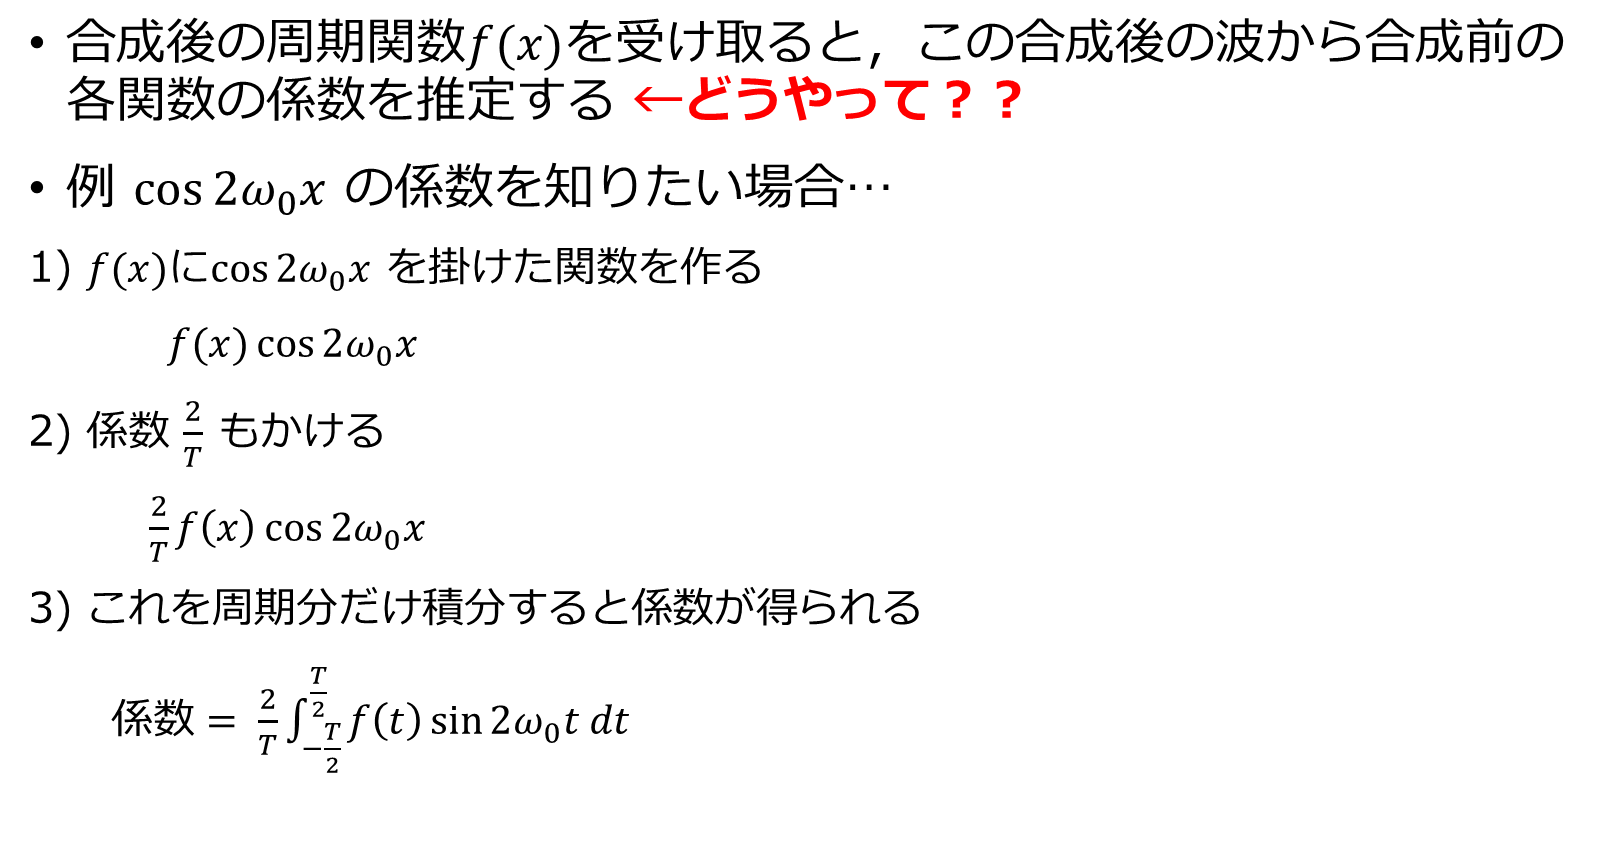 • 合成後の周期関数𝑓(𝑥)を受け取ると，この合成後の波から合成前の
各関数の係数を推定する ←どうやって？？
• 例 cos 2𝜔₀𝑥 の係数を知りたい場合…
1) 𝑓(𝑥)にcos 2𝜔₀𝑥 を掛けた関数を作る
𝑓(𝑥) cos 2𝜔₀𝑥
2) 係数 2/𝑇 もかける
2/𝑇 𝑓(𝑥) cos 2𝜔₀𝑥
3) これを周期分だけ積分すると係数が得られる
係数 = 2/𝑇 ∫_{−𝑇/2}^{𝑇/2} 𝑓(𝑡) sin 2𝜔₀𝑡 𝑑𝑡